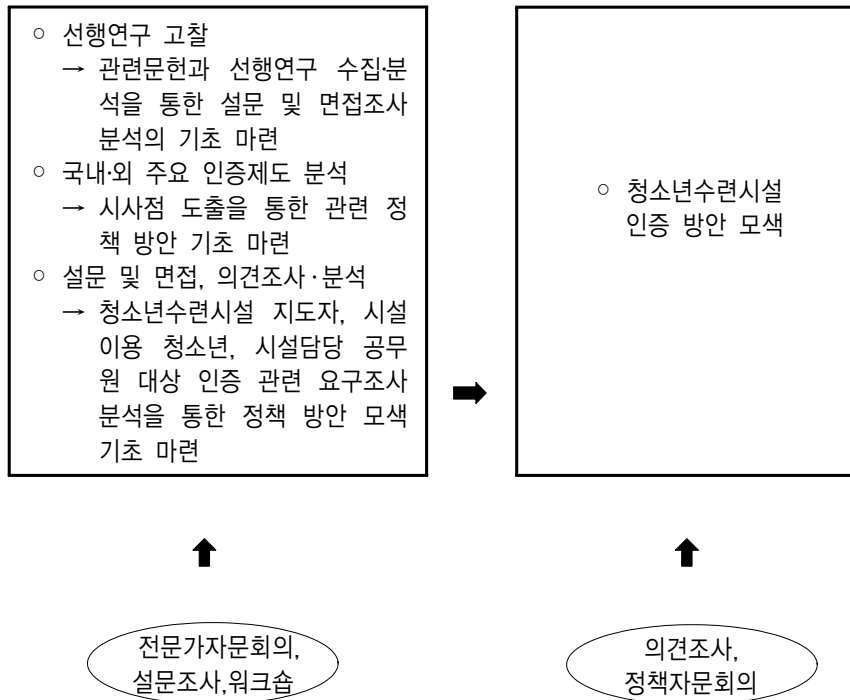 ○ 선행연구 고찰
→ 관련문헌과 선행연구 수집·분
석을 통한 설문 및 면접조사
분석의 기초 마련
○ 국내·외 주요 인증제도 분석
→ 시사점 도출을 통한 관련 정
책 방안 기초 마련
○ 설문 및 면접, 의견조사·분석
→ 청소년수련시설 지도자, 시설
이용 청소년, 시설담당 공무
원 대상 인증 관련 요구조사
분석을 통한 정책 방안 모색
기초 마련
○ 청소년수련시설
인증 방안 모색
전문가자문회의,
설문조사,워크숍
의견조사,
정책자문회의